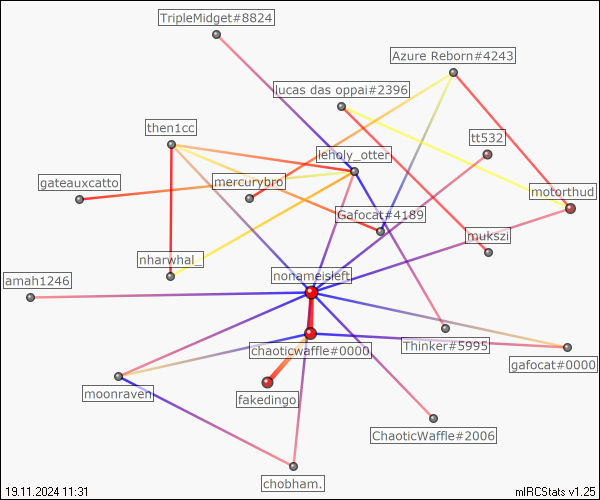 TripleMidget#8824
Azure Reborn#4243
lucas das oppai#2396
then1cc
tt532
leholy_otter
gateauxcatto
mercurybro
motorthud
Gafocat#4189
mukszi
nharwhal_
nonameisleft
amah1246
chaoticwaffle#0000
Thinker#5995
gafocat#0000
moonraven
fakedingo
ChaoticWaffle#2006
chobham.
19.11.2024 11:31
mIRCStats v1.25